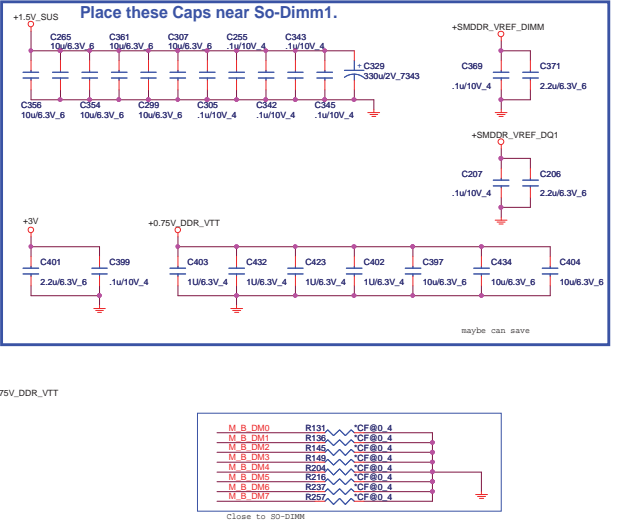 Place these Caps near So-Dimm1.
+1.5V_SUS
C265 C361 C307 C255 C343
10u/6.3V_6 10u/6.3V_6 10u/6.3V_6 .1u/10V_4 .1u/10V_4
+ C329
330u/2V_7343
C356 C354 C299 C305 C342 C345
10u/6.3V_6 10u/6.3V_6 10u/6.3V_6 .1u/10V_4 .1u/10V_4 .1u/10V_4
+SMDDR_VREF_DIMM
C369 C371
.1u/10V_4 2.2u/6.3V_6
+SMDDR_VREF_DQ1
C207 C206
.1u/10V_4 2.2u/6.3V_6
+3V +0.75V_DDR_VTT
C401 C399 C403 C432 C423 C402 C397 C434 C404
2.2u/6.3V_6 .1u/10V_4 1U/6.3V_4 1U/6.3V_4 1U/6.3V_4 1U/6.3V_4 10u/6.3V_6 10u/6.3V_6 10u/6.3V_6
maybe can save
75V_DDR_VTT
M_B_DM0 R131 *CF@0_4
M_B_DM1 R136 *CF@0_4
M_B_DM2 R145 *CF@0_4
M_B_DM3 R149 *CF@0_4
M_B_DM4 R204 *CF@0_4
M_B_DM5 R216 *CF@0_4
M_B_DM6 R237 *CF@0_4
M_B_DM7 R257 *CF@0_4
Close to SO-DIMM